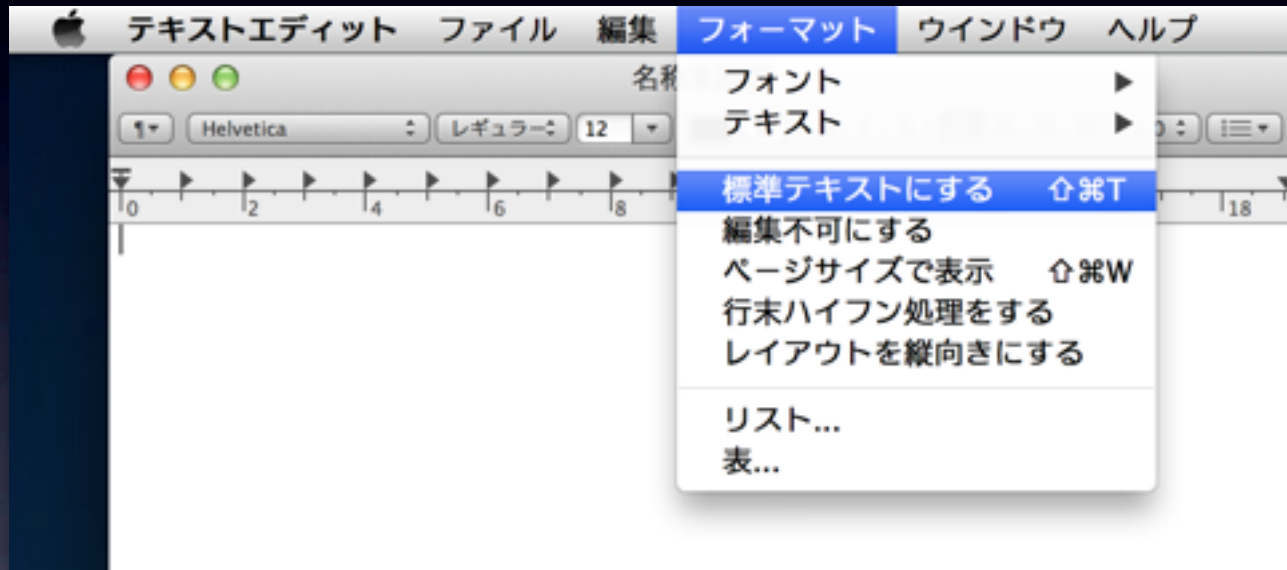 テキストエディット ファイル 編集 フォーマット ウインドウ ヘルプ
名称
¶ Helvetica レギュラー 12
0 2 4 6 8 18
フォント ▶
テキスト ▶
標準テキストにする ⇧⌘T
編集不可にする
ページサイズで表示 ⇧⌘W
行末ハイフン処理をする
レイアウトを縦向きにする
リスト...
表...